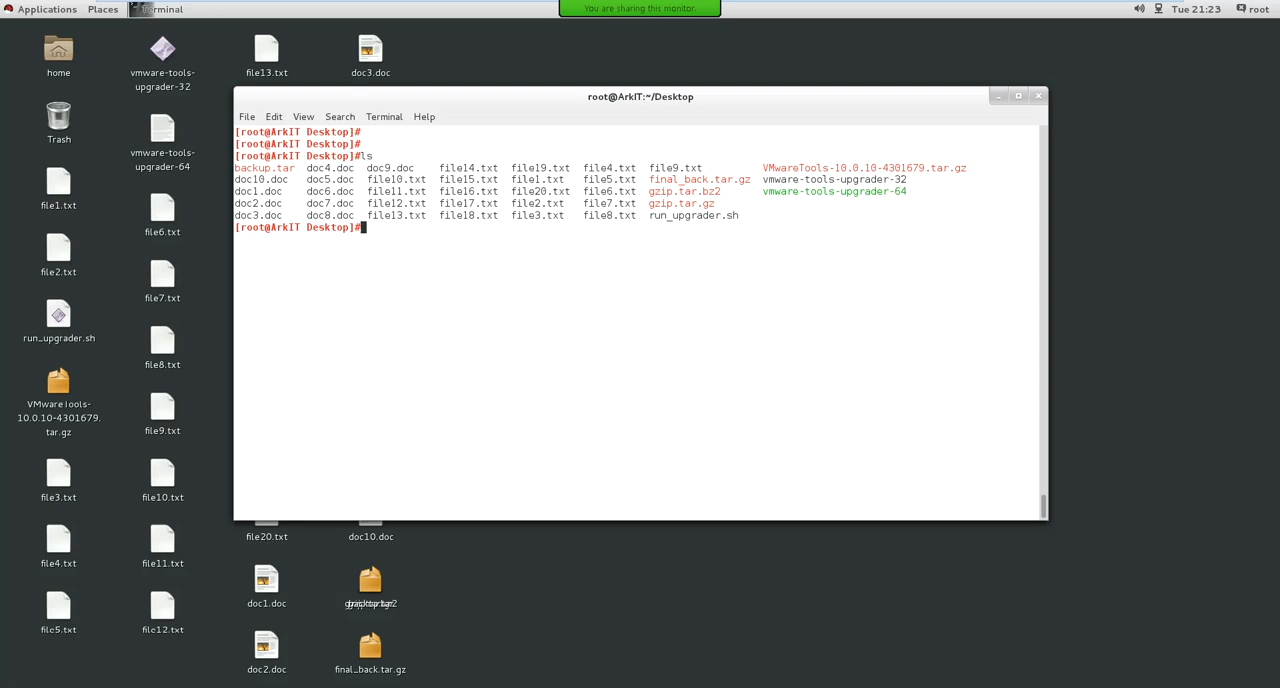 Applications Places Terminal
You are sharing this monitor.
Tue 21:23 root
home
vmware-tools-
upgrader-32
file13.txt
doc3.doc
Trash
vmware-tools-
upgrader-64
file1.txt
file6.txt
file2.txt
file7.txt
run_upgrader.sh
file8.txt
VMwareTools-
10.0.10-4301679.
tar.gz
file9.txt
file3.txt
file10.txt
file4.txt
file11.txt
file5.txt
file12.txt
root@ArkIT:~/Desktop
File Edit View Search Terminal Help
[root@ArkIT Desktop]#
[root@ArkIT Desktop]#
[root@ArkIT Desktop]#ls
backup.tar doc4.doc doc9.doc file14.txt file19.txt file4.txt file9.txt VMwareTools-10.0.10-4301679.tar.gz
doc10.doc doc5.doc file10.txt file15.txt file1.txt file5.txt final_back.tar.gz vmware-tools-upgrader-32
doc1.doc doc6.doc file11.txt file16.txt file20.txt file6.txt gzip.tar.bz2 vmware-tools-upgrader-64
doc2.doc doc7.doc file12.txt file17.txt file2.txt file7.txt gzip.tar.gz
doc3.doc doc8.doc file13.txt file18.txt file3.txt file8.txt run_upgrader.sh
[root@ArkIT Desktop]#
file20.txt
doc10.doc
doc1.doc
doc2.doc
final_back.tar.gz